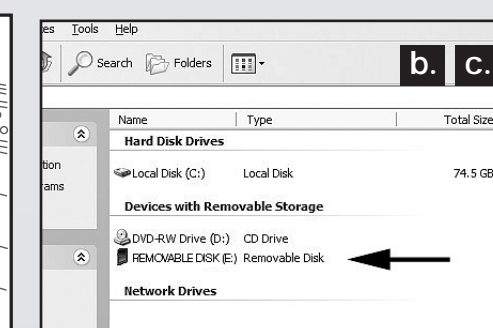 es Tools Help
Search Folders
b. c.
Name Type Total Size
Hard Disk Drives
Local Disk (C:) Local Disk 74.5 GB
Devices with Removable Storage
DVD-RW Drive (D:) CD Drive
REMOVABLE DISK (E:) Removable Disk
Network Drives
tion
rams